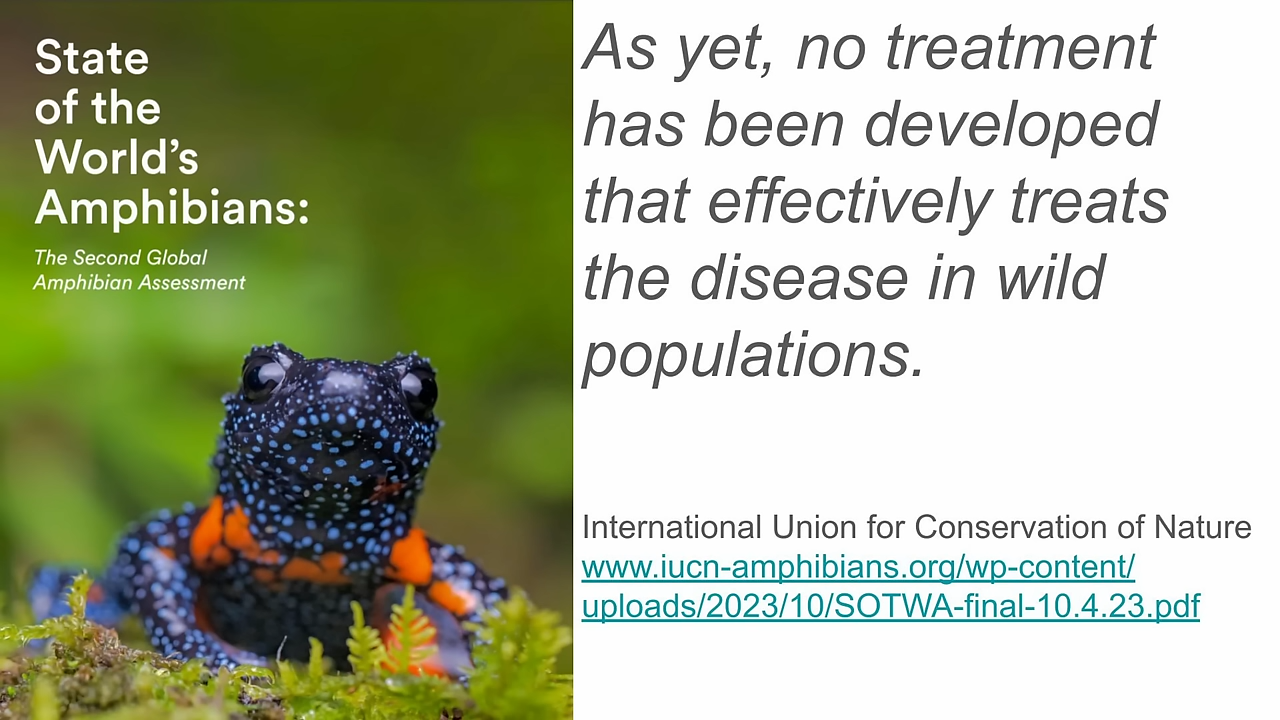 State
of the
World's
Amphibians:
The Second Global
Amphibian Assessment
As yet, no treatment
has been developed
that effectively treats
the disease in wild
populations.
International Union for Conservation of Nature
www.iucn-amphibians.org/wp-content/
uploads/2023/10/SOTWA-final-10.4.23.pdf